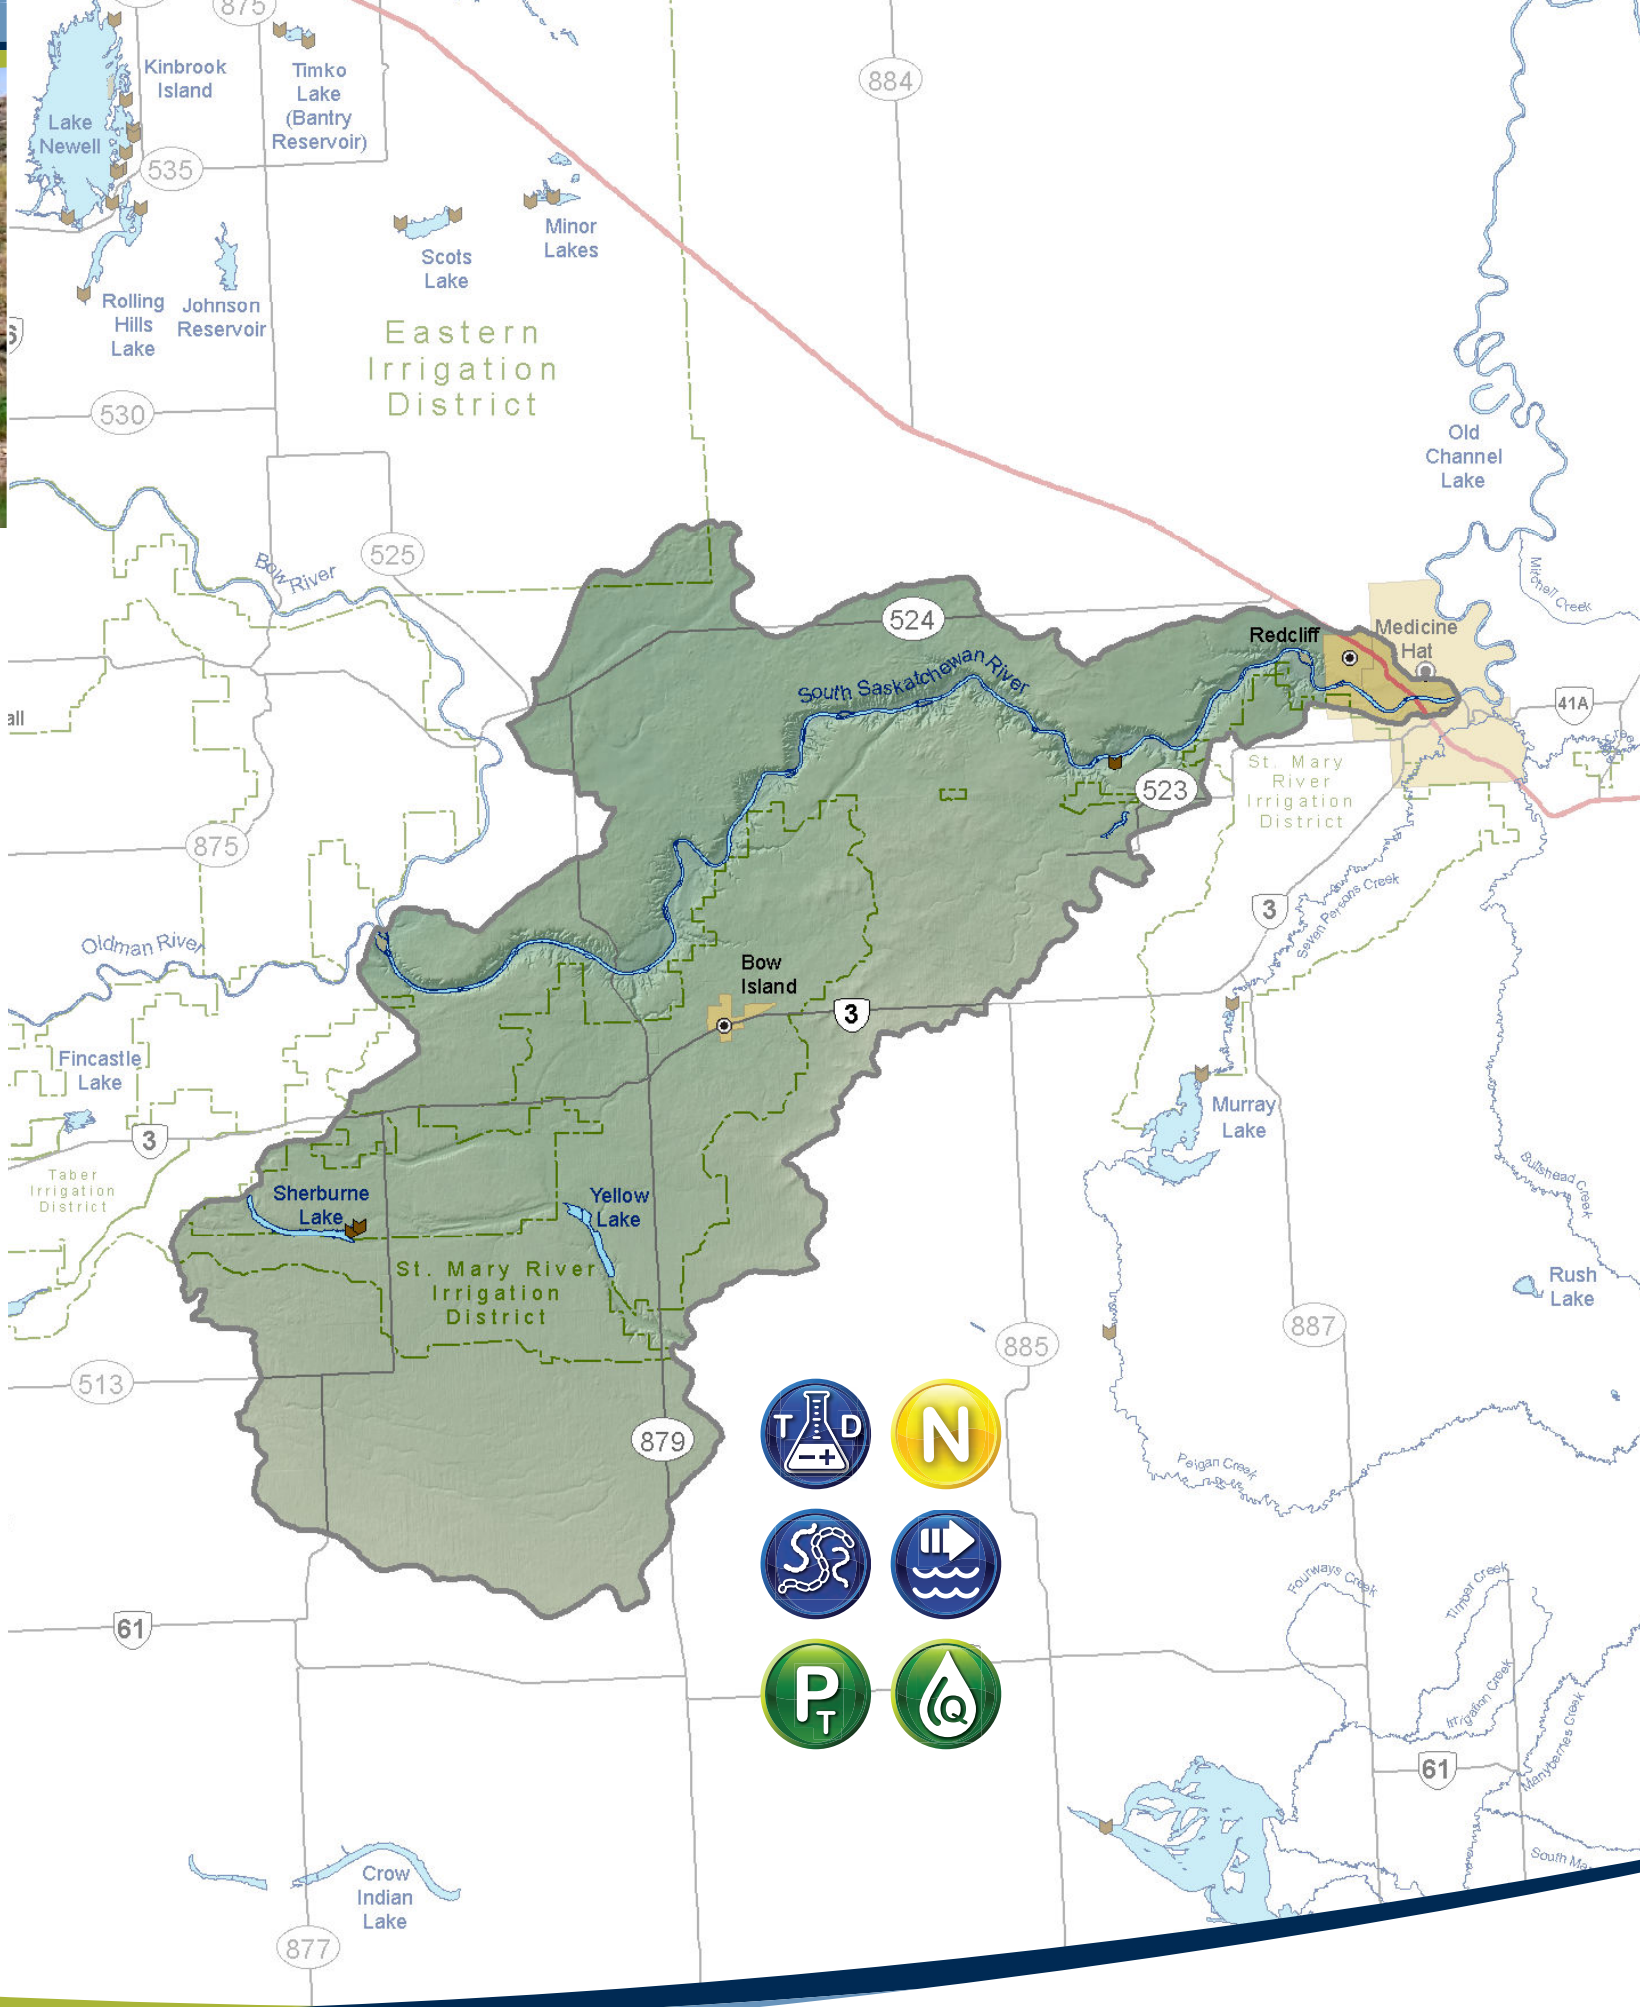 875
884
Kinbrook
Island
Timko
Lake
(Bantry
Reservoir)
Lake
Newell
535
Minor
Lakes
Scots
Lake
Rolling
Hills
Lake
Johnson
Reservoir
Eastern
Irrigation
District
530
Old
Channel
Lake
525
Bow River
Mitchell Creek
524
Redcliff
Medicine
Hat
South Saskatchewan River
41A
all
523
St. Mary
River
Irrigation
District
875
3
Seven Persons Creek
Oldman River
Bow
Island
3
Fincastle
Lake
3
Murray
Lake
Taber
Irrigation
District
Sherburne
Lake
Yellow
Lake
Bullshead Creek
St. Mary River
Irrigation
District
Rush
Lake
885
887
513
879
T D
-+
N
Peigan Creek
61
Fourways Creek
Timber Creek
P
T
Q
Irrigation Creek
Manyberries Creek
61
Crow
Indian
Lake
South Ma
877